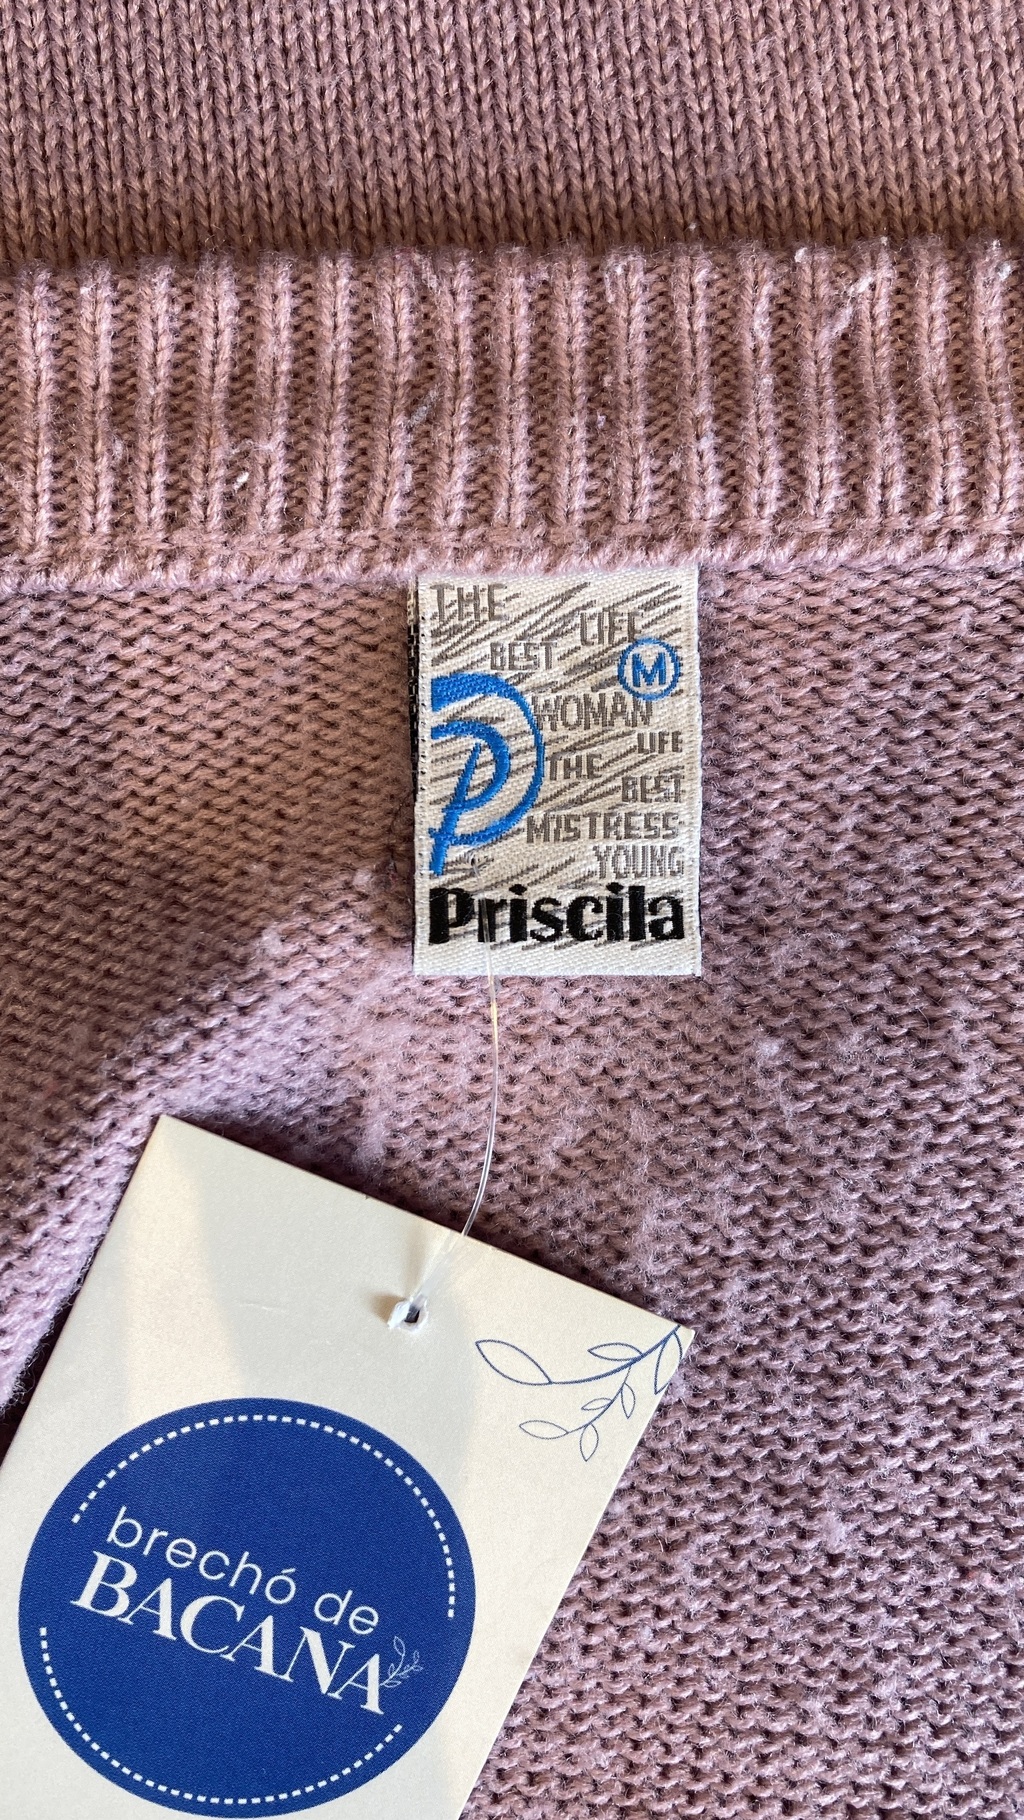 THE
LIFE
BEST
M
WOMAN
LIFE
THE
BEST
MISTRESS
YOUNG
P
Priscila
brechó de
BACANA